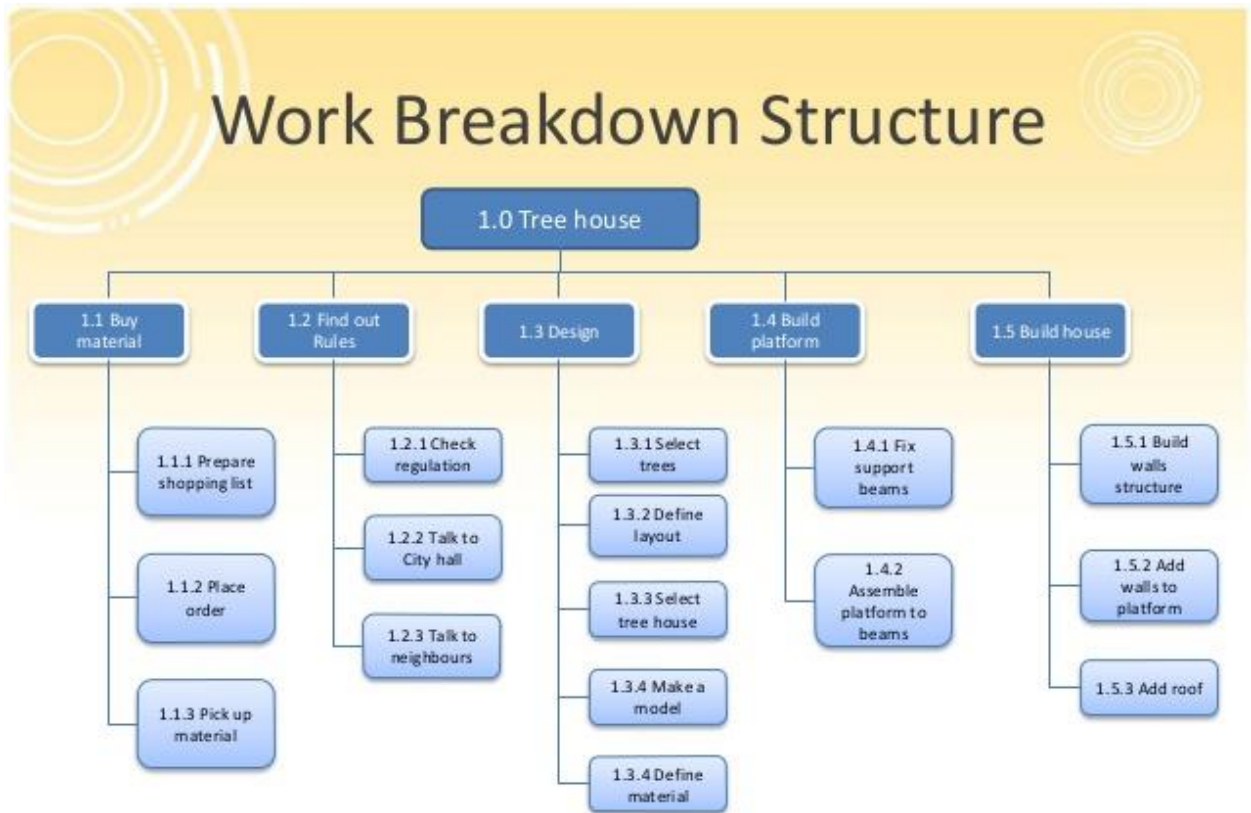 Work Breakdown Structure
1.0 Tree house
1.1 Buy
material
1.2 Find out
Rules
1.3 Design
1.4 Build
platform
1.5 Build house
1.1.1 Prepare
shopping list
1.1.2 Place
order
1.1.3 Pick up
material
1.2.1 Check
regulation
1.2.2 Talk to
City hall
1.2.3 Talk to
neighbours
1.3.1 Select
trees
1.3.2 Define
layout
1.3.3 Select
tree house
1.3.4 Make a
model
1.3.4 Define
material
1.4.1 Fix
support
beams
1.4.2
Assemble
platform to
beams
1.5.1 Build
walls
structure
1.5.2 Add
walls to
platform
1.5.3 Add roof